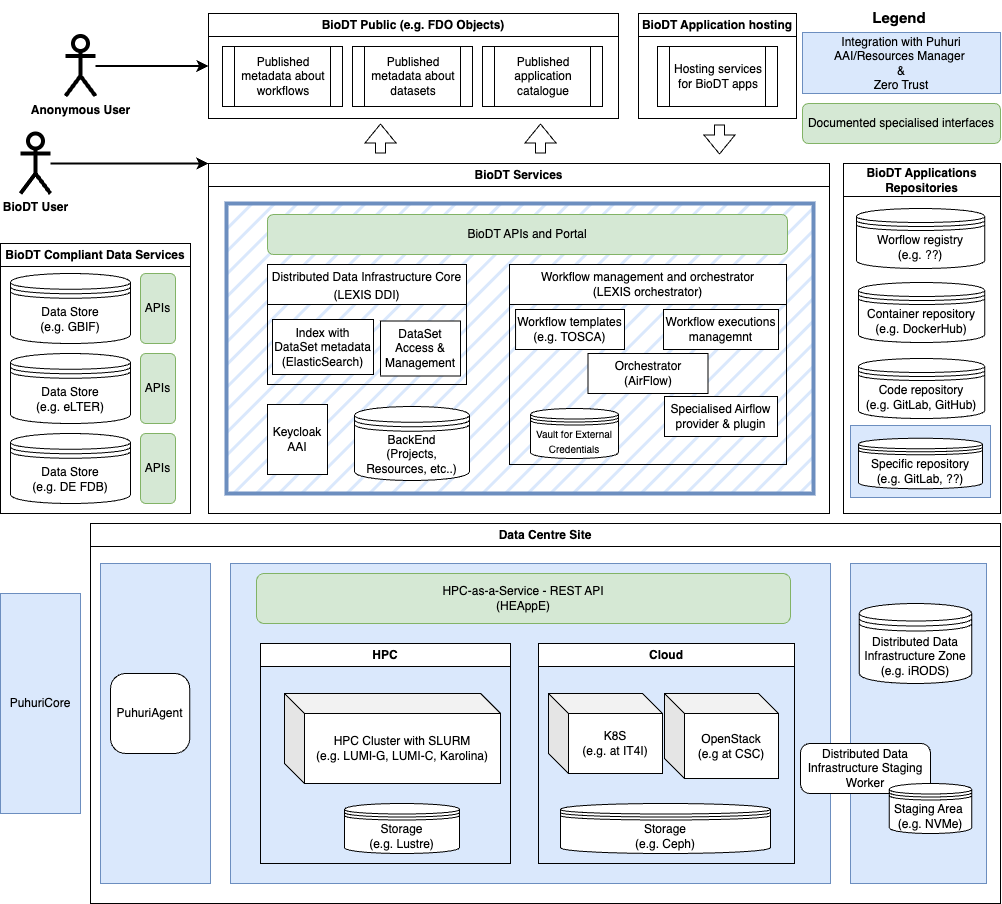 BioDT Public (e.g. FDO Objects)
Published
metadata about
workflows
Published
metadata about
datasets
Published
application
catalogue
BioDT Application hosting
Hosting services
for BioDT apps
Legend
Integration with Puhuri
AAI/Resources Manager
&
Zero Trust
Documented specialised interfaces
Anonymous User
BioDT User
BioDT Services
BioDT APIs and Portal
Distributed Data Infrastructure Core
(LEXIS DDI)
Index with
DataSet metadata
(ElasticSearch)
DataSet
Access &
Management
Keycloak
AAI
BackEnd
(Projects,
Resources, etc..)
Workflow management and orchestrator
(LEXIS orchestrator)
Workflow templates
(e.g. TOSCA)
Workflow executions
managemnt
Orchestrator
(AirFlow)
Specialised Airflow
provider & plugin
Vault for External
Credentials
BioDT Applications
Repositories
Worflow registry
(e.g. ??)
Container repository
(e.g. DockerHub)
Code repository
(e.g. GitLab, GitHub)
Specific repository
(e.g. GitLab, ??)
BioDT Compliant Data Services
Data Store
(e.g. GBIF)
APIs
Data Store
(e.g. eLTER)
APIs
Data Store
(e.g. DE FDB)
APIs
Data Centre Site
PuhuriCore
PuhuriAgent
HPC-as-a-Service - REST API
(HEAppE)
HPC
HPC Cluster with SLURM
(e.g. LUMI-G, LUMI-C, Karolina)
Storage
(e.g. Lustre)
Cloud
K8S
(e.g. at IT4I)
OpenStack
(e.g at CSC)
Storage
(e.g. Ceph)
Distributed Data
Infrastructure Zone
(e.g. iRODS)
Distributed Data
Infrastructure Staging
Worker
Staging Area
(e.g. NVMe)